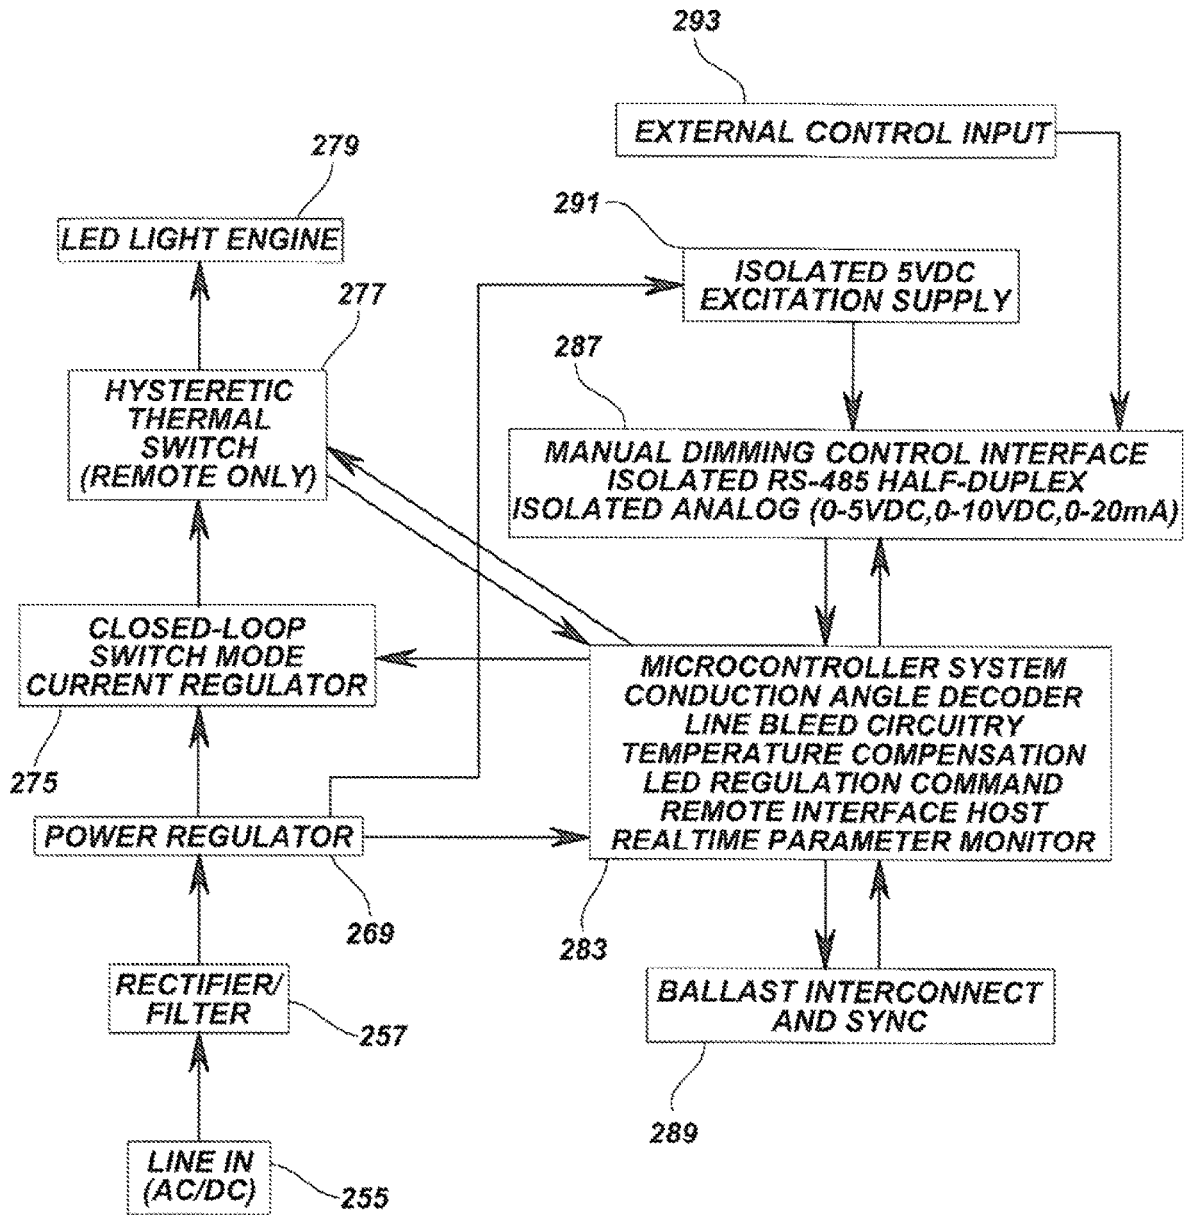 293
EXTERNAL CONTROL INPUT
279
LED LIGHT ENGINE
291
ISOLATED 5VDC
EXCITATION SUPPLY
277
HYSTERETIC
THERMAL
SWITCH
(REMOTE ONLY)
287
MANUAL DIMMING CONTROL INTERFACE
ISOLATED RS-485 HALF-DUPLEX
ISOLATED ANALOG (0-5VDC,0-10VDC,0-20mA)
CLOSED-LOOP
SWITCH MODE
CURRENT REGULATOR
275
MICROCONTROLLER SYSTEM
CONDUCTION ANGLE DECODER
LINE BLEED CIRCUITRY
TEMPERATURE COMPENSATION
LED REGULATION COMMAND
REMOTE INTERFACE HOST
REALTIME PARAMETER MONITOR
283
POWER REGULATOR
269
RECTIFIER/
FILTER
257
BALLAST INTERCONNECT
AND SYNC
289
LINE IN
(AC/DC)
255